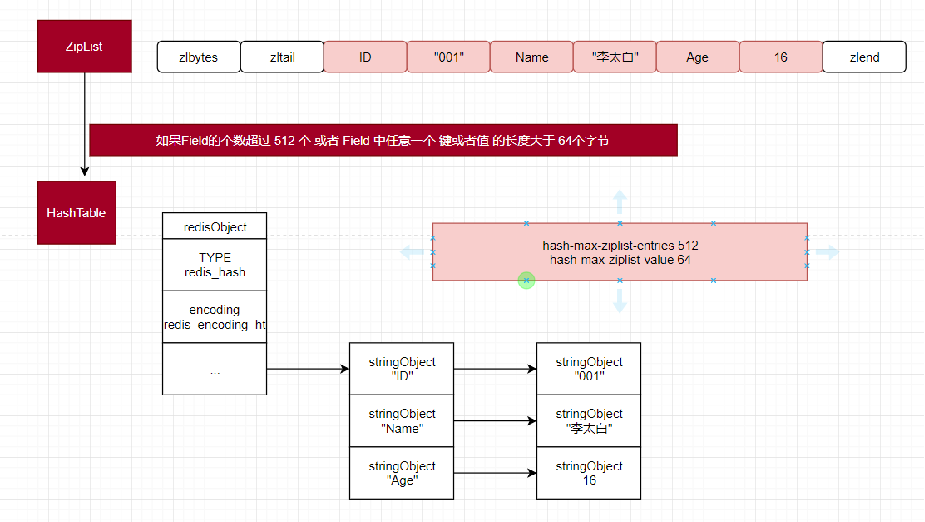 ZipList
zlbytes
zltail
ID
"001"
Name
"李太白"
Age
16
zlend
如果Field的个数超过 512 个 或者 Field 中任意一个 键或者值 的长度大于 64个字节
HashTable
redisObject
TYPE
redis_hash
encoding
redis_encoding_ht
...
hash-max-ziplist-entries 512
hash-max-ziplist-value 64
stringObject
"ID"
stringObject
"001"
stringObject
"Name"
stringObject
"李太白"
stringObject
"Age"
stringObject
16